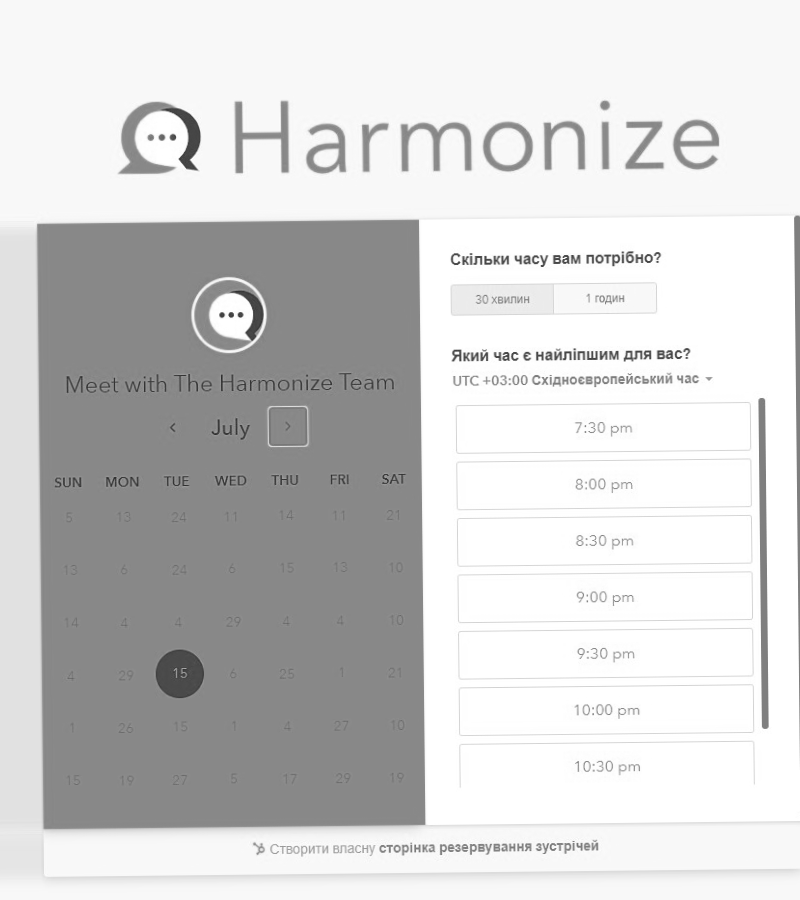 Harmonize
Meet with The Harmonize Team
July
SUN MON TUE WED THU FRI SAT
5 13 24 11 14 11 21
13 6 24 6 15 13 10
14 4 4 29 4 4 10
4 29 15 6 25 1 21
1 26 15 1 4 27 10
15 19 27 5 17 29 19
Скільки часу вам потрібно?
30 хвилин 1 годин
Який час є найліпшим для вас?
UTC +03:00 Східноєвропейський час
7:30 pm
8:00 pm
8:30 pm
9:00 pm
9:30 pm
10:00 pm
10:30 pm
Створити власну сторінка резервування зустрічей